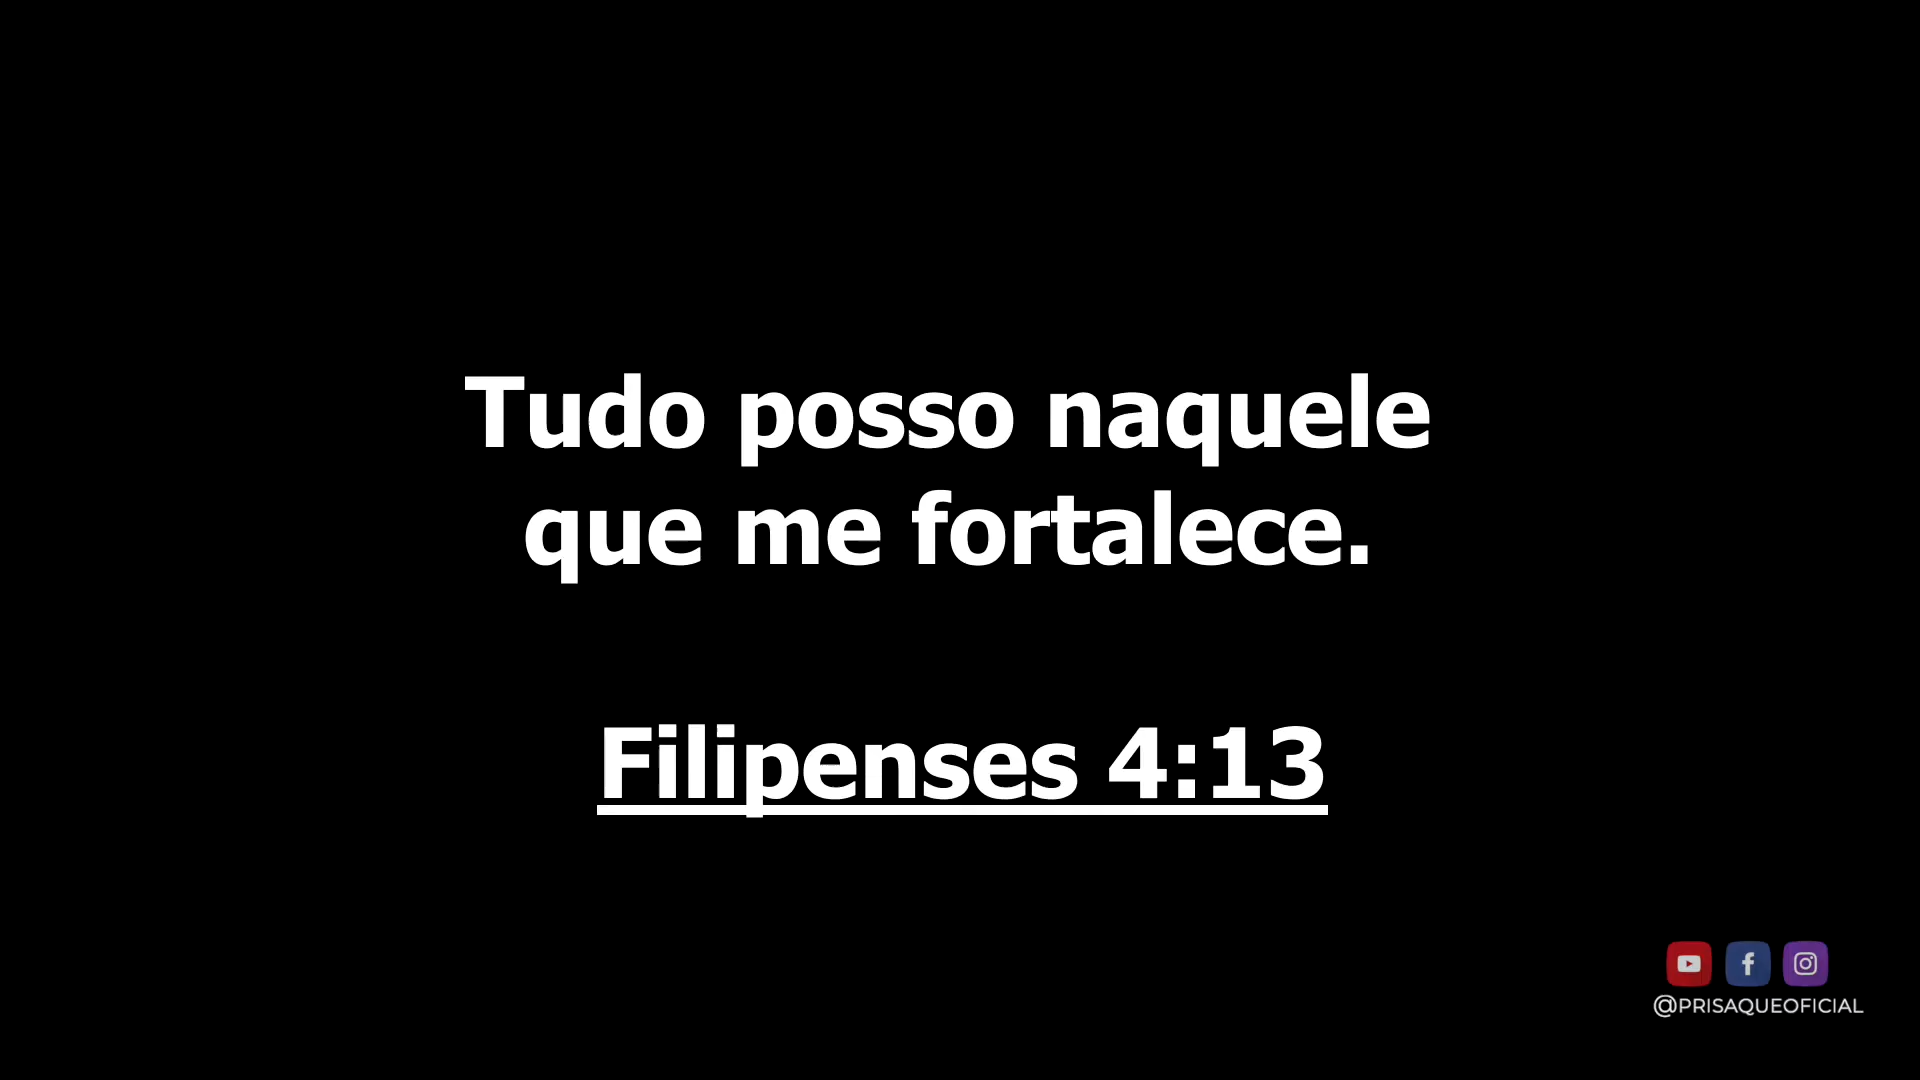 Tudo posso naquele
que me fortalece.
Filipenses 4:13
@PRISAQUEOFICIAL